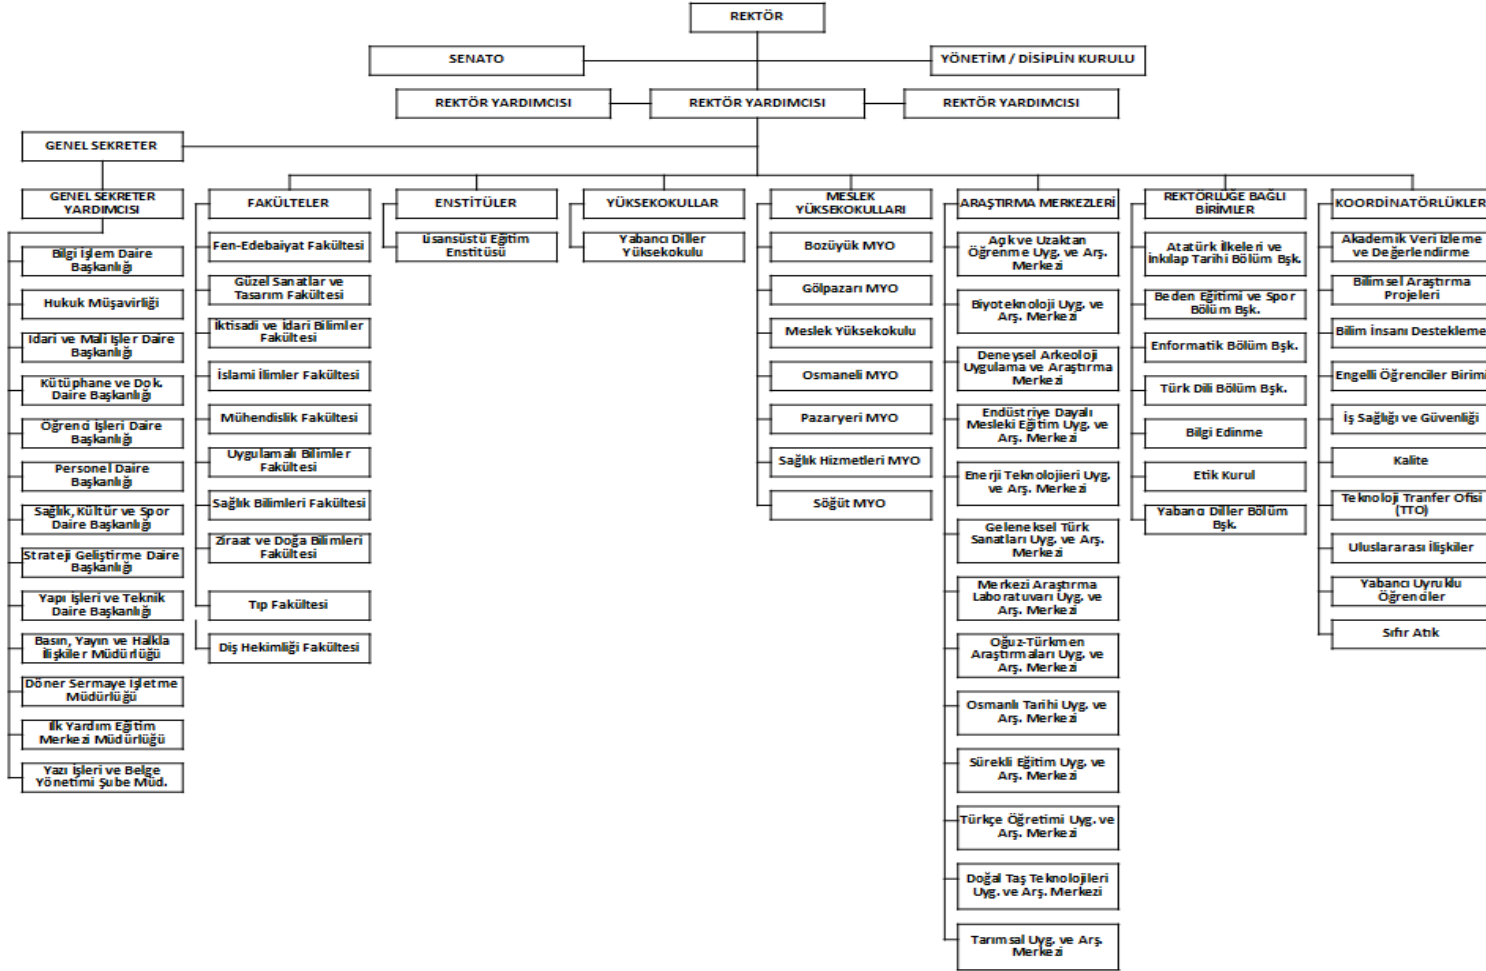 REKTÖR
SENATO
YÖNETİM / DİSİPLİN KURULU
REKTÖR YARDIMCISI
REKTÖR YARDIMCISI
REKTÖR YARDIMCISI
GENEL SEKRETER
GENEL SEKRETER
YARDIMCISI
Bilgi İşlem Daire
Başkanlığı
Hukuk Müşavirliği
İdari ve Mali İşler Daire
Başkanlığı
Kütüphane ve Dok.
Daire Başkanlığı
Öğrenci İşleri Daire
Başkanlığı
Personel Daire
Başkanlığı
Sağlık, Kültür ve Spor
Daire Başkanlığı
Strateji Geliştirme Daire
Başkanlığı
Yapı İşleri ve Teknik
Daire Başkanlığı
Basın, Yayın ve Halkla
İlişkiler Müdürlüğü
Döner Sermaye İşletme
Müdürlüğü
İlk Yardım Eğitim
Merkezi Müdürlüğü
Yazı İşleri ve Belge
Yönetimi Şube Müd.
FAKÜLTELER
Fen-Edebaiyat Fakültesi
Güzel Sanatlar ve
Tasarım Fakültesi
İktisadi ve İdari Bilimler
Fakültesi
İslami İlimler Fakültesi
Mühendislik Fakültesi
Uygulamalı Bilimler
Fakültesi
Sağlık Bilimleri Fakültesi
Ziraat ve Doğa Bilimleri
Fakültesi
Tıp Fakültesi
Diş Hekimliği Fakültesi
ENSTİTÜLER
Lisansüstü Eğitim
Enstitüsü
YÜKSEKOKULLAR
Yabancı Diller
Yüksekokulu
MESLEK
YÜKSEKOKULLARI
Bozüyük MYO
Gölpazarı MYO
Meslek Yüksekokulu
Osmaneli MYO
Pazaryeri MYO
Sağlık Hizmetleri MYO
Söğüt MYO
ARAŞTIRMA MERKEZLERİ
Açık ve Uzaktan
Öğrenme Uyg. ve Arş.
Merkezi
Biyoteknoloji Uyg. ve
Arş. Merkezi
Deneysel Arkeoloji
Uygulama ve Araştırma
Merkezi
Endüstriye Dayalı
Mesleki Eğitim Uyg. ve
Arş. Merkezi
Enerji Teknolojieri Uyg.
ve Arş. Merkezi
Geleneksel Türk
Sanatları Uyg. ve Arş.
Merkezi
Merkezi Araştırma
Laboratuvarı Uyg. ve
Arş. Merkezi
Oğuz-Türkmen
Araştırmaları Uyg. ve
Arş. Merkezi
Osmanlı Tarihi Uyg. ve
Arş. Merkezi
Sürekli Eğitim Uyg. ve
Arş. Merkezi
Türkçe Öğretimi Uyg. ve
Arş. Merkezi
Doğal Taş Teknolojileri
Uyg. ve Arş. Merkezi
Tarımsal Uyg. ve Arş.
Merkezi
REKTÖRLÜĞE BAĞLI
BİRİMLER
Atatürk İlkeleri ve
İnkılap Tarihi Bölüm Bşk.
Beden Eğitimi ve Spor
Bölüm Bşk.
Enformatik Bölüm Bşk.
Türk Dili Bölüm Bşk.
Bilgi Edinme
Etik Kurul
Yabancı Diller Bölüm
Bşk.
KOORDİNATÖRLÜKLER
Akademik Veri İzleme
ve Değerlendirme
Bilimsel Araştırma
Projeleri
Bilim İnsanı Destekleme
Engelli Öğrenciler Birimi
İş Sağlığı ve Güvenliği
Kalite
Teknoloji Tranfer Ofisi
(TTO)
Uluslararası İlişkiler
Yabancı Uyruklu
Öğrenciler
Sıfır Atık